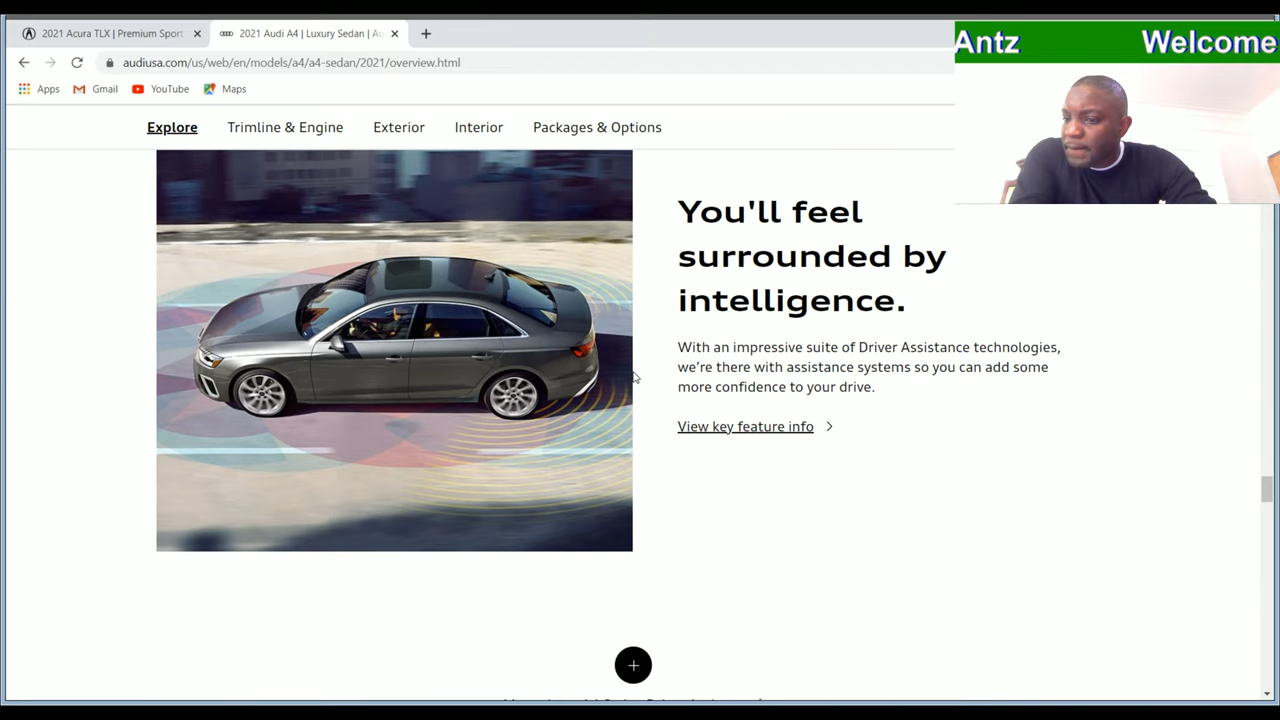 2021 Acura TLX | Premium Sport
2021 Audi A4 | Luxury Sedan | Au
Antz Welcome
audiusa.com/us/web/en/models/a4/a4-sedan/2021/overview.html
Apps Gmail YouTube Maps
Explore Trimline & Engine Exterior Interior Packages & Options
You'll feel
surrounded by
intelligence.
With an impressive suite of Driver Assistance technologies,
we're there with assistance systems so you can add some
more confidence to your drive.
View key feature info